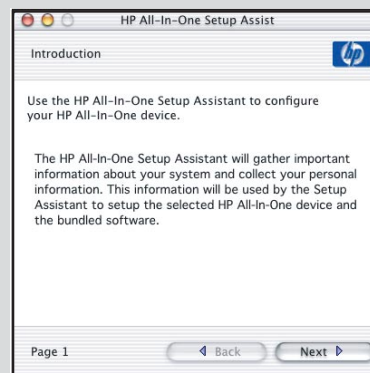 HP All-In-One Setup Assist
Introduction
hp
Use the HP All-In-One Setup Assistant to configure
your HP All-In-One device.
The HP All-In-One Setup Assistant will gather important
information about your system and collect your personal
information. This information will be used by the Setup
Assistant to setup the selected HP All-In-One device and
the bundled software.
Page 1
Back
Next